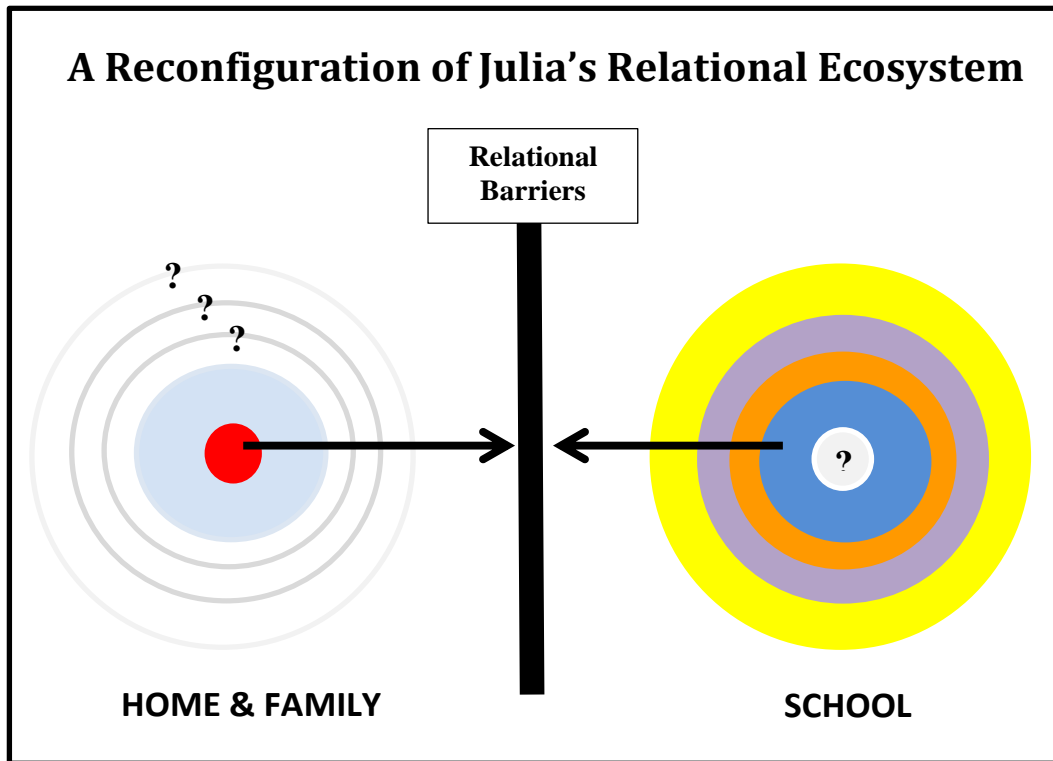 A Reconfiguration of Julia’s Relational Ecosystem
Relational
Barriers
?
?
?
?
HOME & FAMILY
SCHOOL